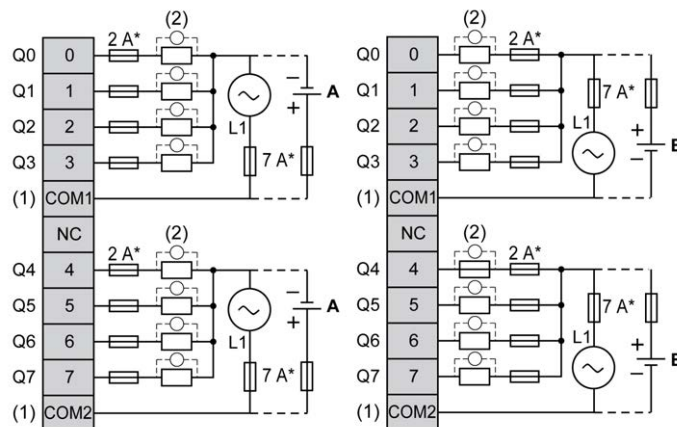 (2)
Q0 0 2 A*
Q1 1
Q2 2
Q3 3
(1) COM1
NC
L1 7 A*
− + A
(2)
Q4 4 2 A*
Q5 5
Q6 6
Q7 7
(1) COM2
L1 7 A*
− + A
(2)
Q0 0 2 A*
Q1 1
Q2 2
Q3 3
(1) COM1
NC
7 A* L1
+ − B
(2)
Q4 4 2 A*
Q5 5
Q6 6
Q7 7
(1) COM2
7 A* L1
+ − B